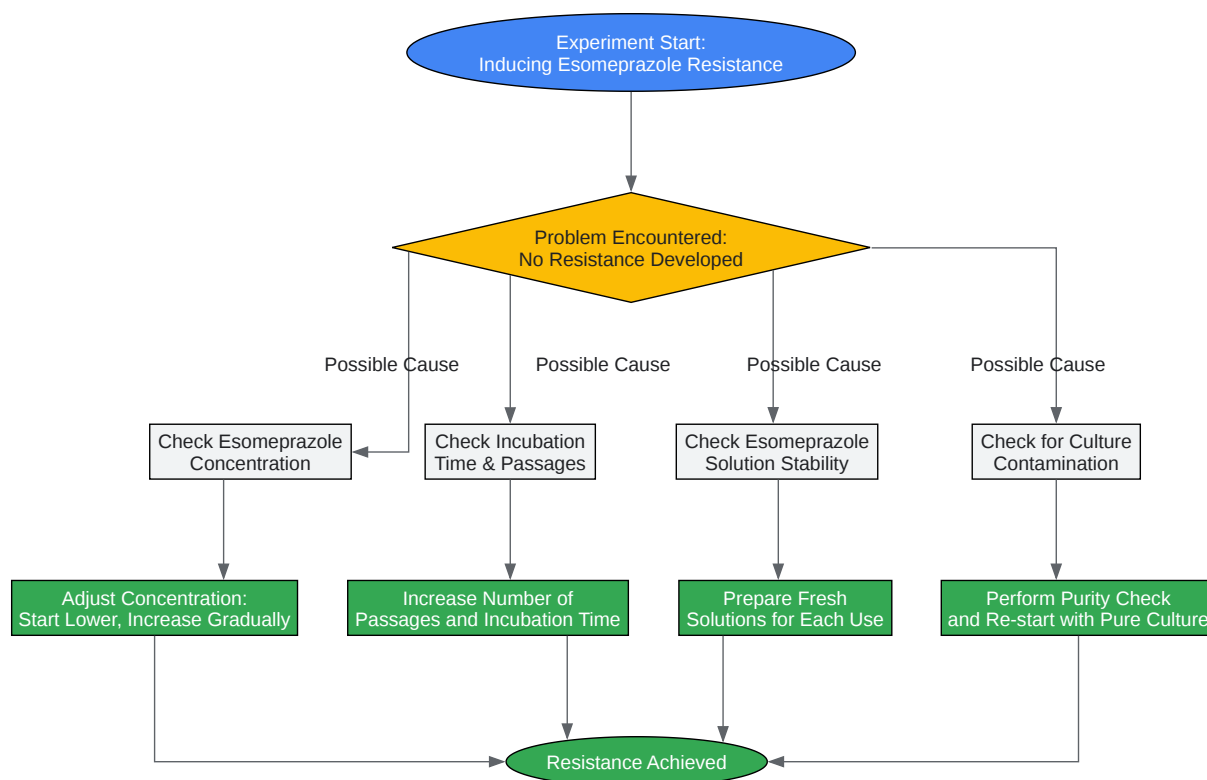 Experiment Start:
Inducing Esomeprazole Resistance
Problem Encountered:
No Resistance Developed
Possible Cause
Possible Cause
Possible Cause
Possible Cause
Check Esomeprazole
Concentration
Check Incubation
Time & Passages
Check Esomeprazole
Solution Stability
Check for Culture
Contamination
Adjust Concentration:
Start Lower, Increase Gradually
Increase Number of
Passages and Incubation Time
Prepare Fresh
Solutions for Each Use
Perform Purity Check
and Re-start with Pure Culture
Resistance Achieved